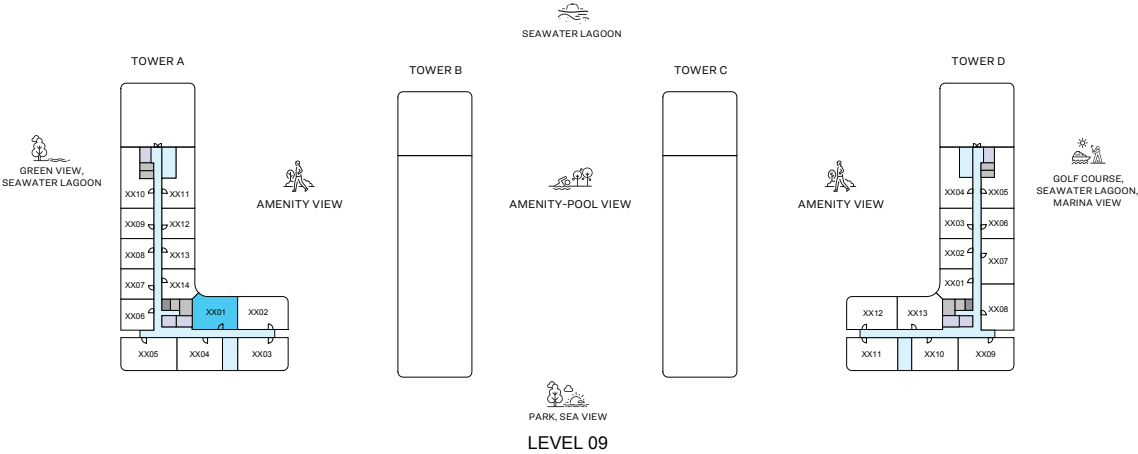 SEAWATER LAGOON
TOWER A
TOWER B
TOWER C
TOWER D
GREEN VIEW,
SEAWATER LAGOON
AMENITY VIEW
AMENITY-POOL VIEW
AMENITY VIEW
GOLF COURSE,
SEAWATER LAGOON,
MARINA VIEW
XX10
XX11
XX09
XX12
XX08
XX13
XX07
XX14
XX06
XX01
XX02
XX05
XX04
XX03
XX04
XX05
XX03
XX06
XX02
XX07
XX01
XX12
XX13
XX08
XX11
XX10
XX09
PARK, SEA VIEW
LEVEL 09